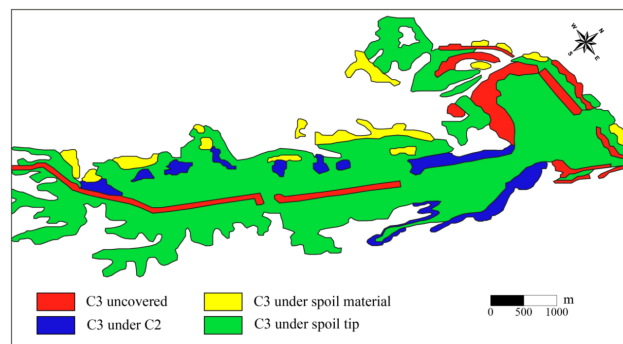 W N
S E
C3 uncovered
C3 under spoil material
C3 under C2
C3 under spoil tip
m
0 500 1000